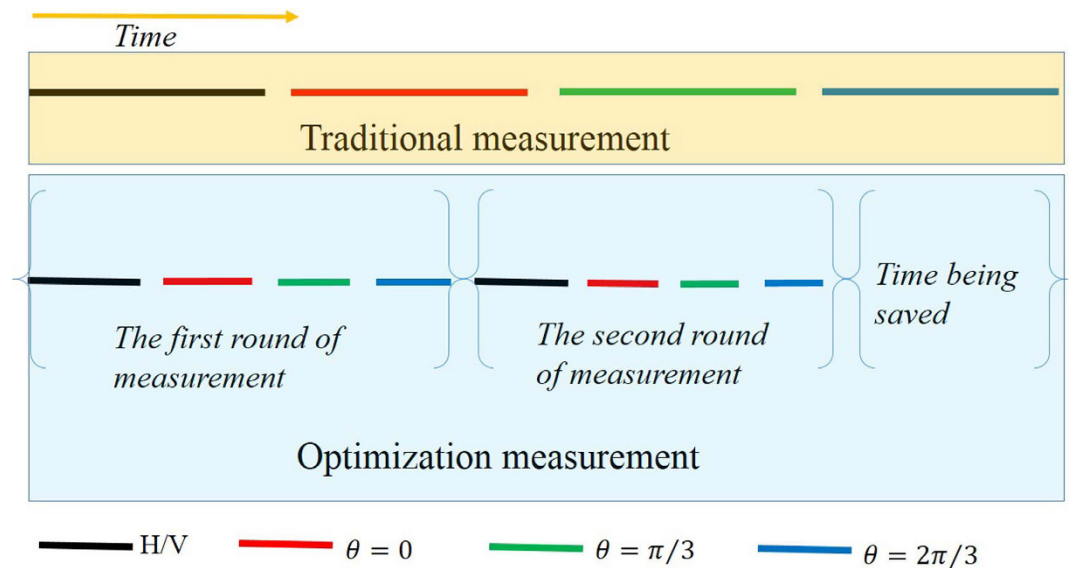 Time
Traditional measurement
The first round of
measurement
The second round
of measurement
Time being
saved
Optimization measurement
H/V
θ = 0
θ = π/3
θ = 2π/3